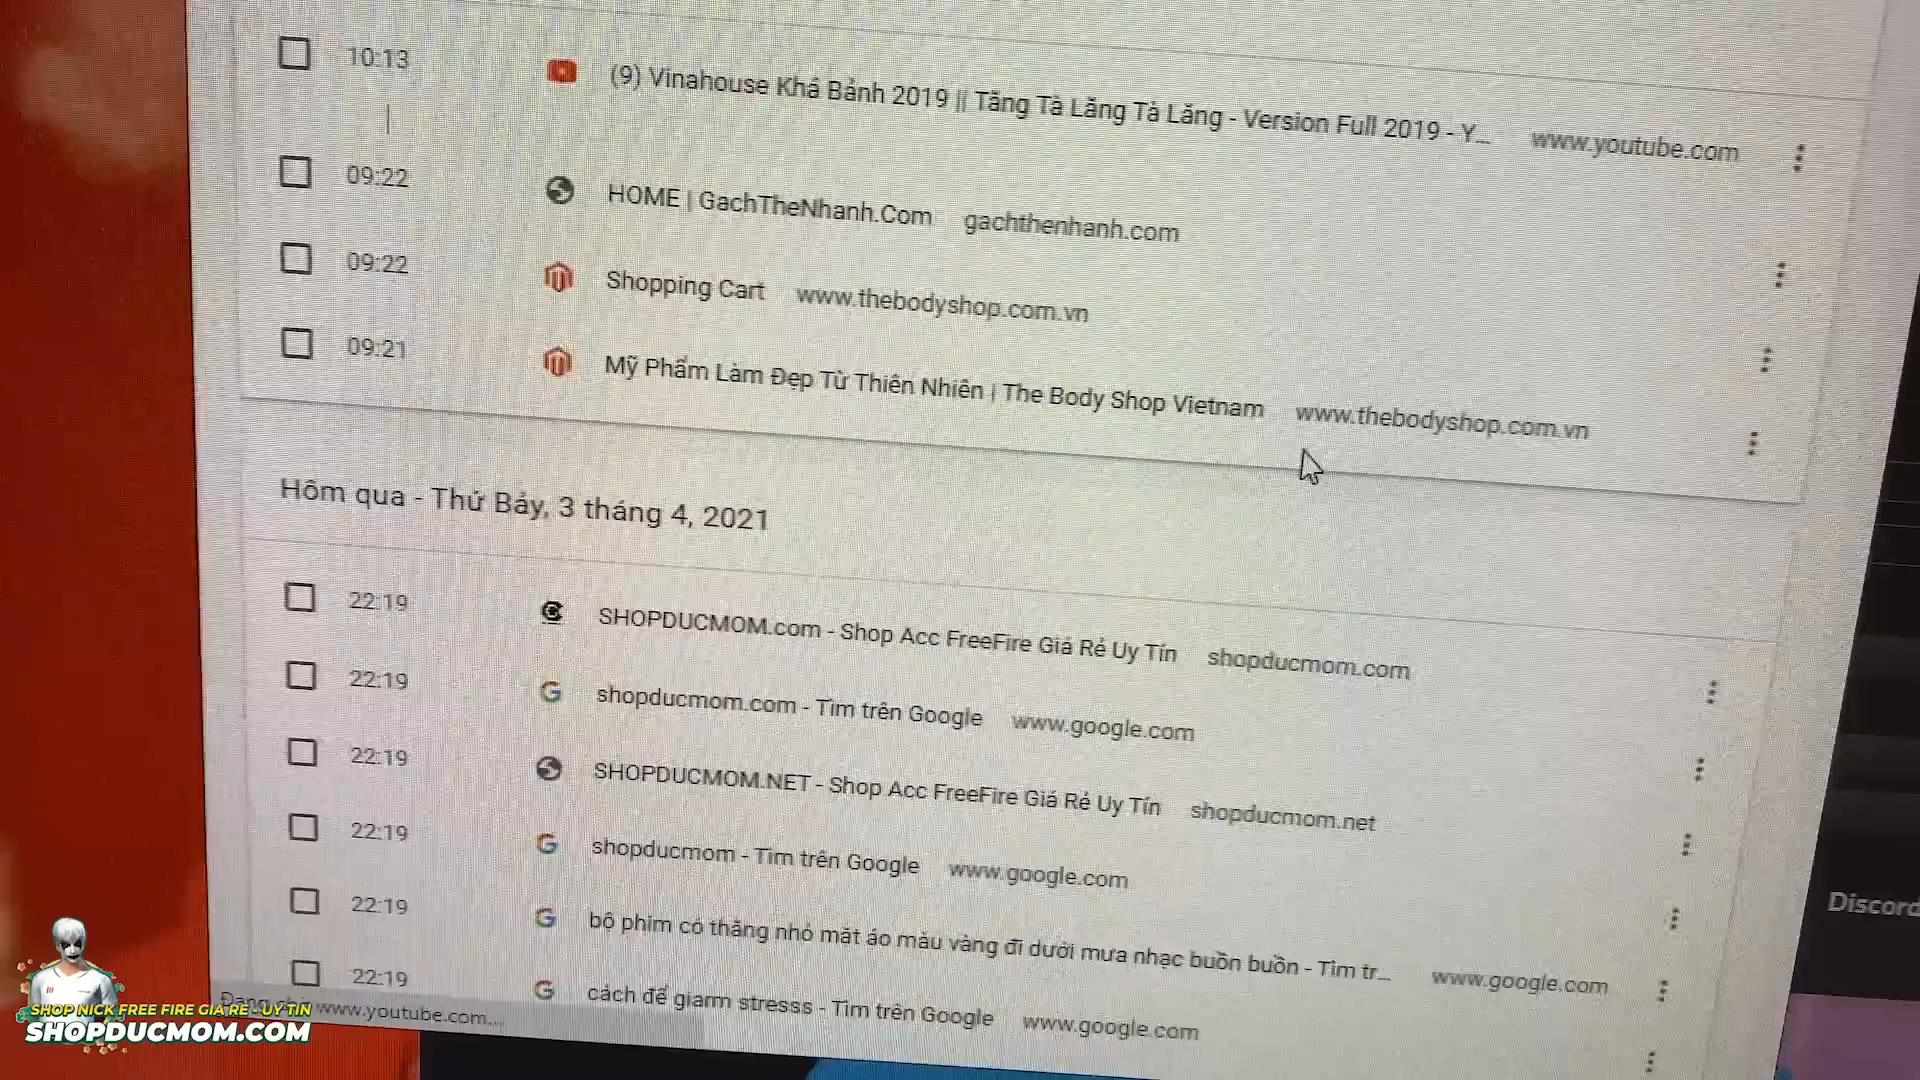 10:13 (9) Vinahouse Khá Bảnh 2019 || Tăng Tà Lăng Tà Lăng - Version Full 2019 - Y... www.youtube.com
09:22 HOME | GachTheNhanh.Com gachthenhanh.com
09:22 Shopping Cart www.thebodyshop.com.vn
09:21 Mỹ Phẩm Làm Đẹp Từ Thiên Nhiên | The Body Shop Vietnam www.thebodyshop.com.vn
Hôm qua - Thứ Bảy, 3 tháng 4, 2021
22:19 SHOPDUCMOM.com - Shop Acc FreeFire Giá Rẻ Uy Tín shopducmom.com
22:19 shopducmom.com - Tìm trên Google www.google.com
22:19 SHOPDUCMOM.NET - Shop Acc FreeFire Giá Rẻ Uy Tín shopducmom.net
22:19 shopducmom - Tìm trên Google www.google.com
22:19 bộ phim có thằng nhỏ mặt áo màu vàng đi dưới mưa nhạc buồn buồn - Tìm tr... www.google.com
22:19 cách để giarm stresss - Tìm trên Google www.google.com
www.youtube.com...
Discord
SHOP NICK FREE FIRE GIÁ RẺ - UY TÍN
SHOPDUCMOM.COM